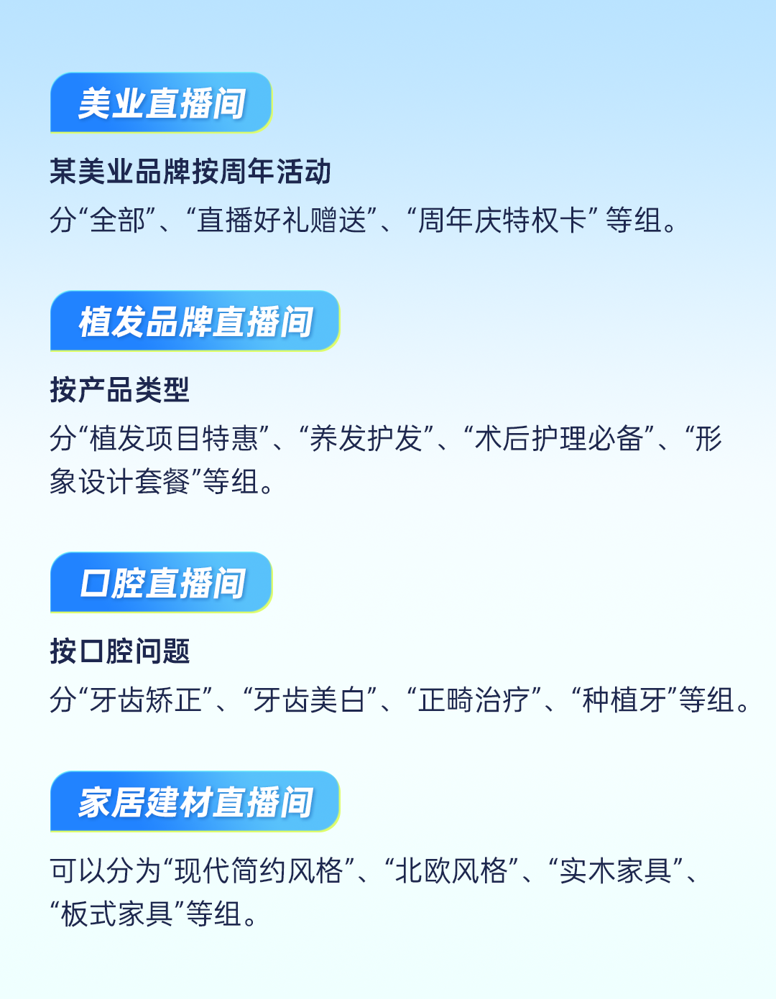 美业直播间
某美业品牌按周年活动
分“全部”、“直播好礼赠送”、“周年庆特权卡” 等组。
植发品牌直播间
按产品类型
分“植发项目特惠”、“养发护发”、“术后护理必备”、“形
象设计套餐”等组。
口腔直播间
按口腔问题
分“牙齿矫正”、“牙齿美白”、“正畸治疗”、“种植牙”等组。
家居建材直播间
可以分为“现代简约风格”、“北欧风格”、“实木家具”、
“板式家具”等组。